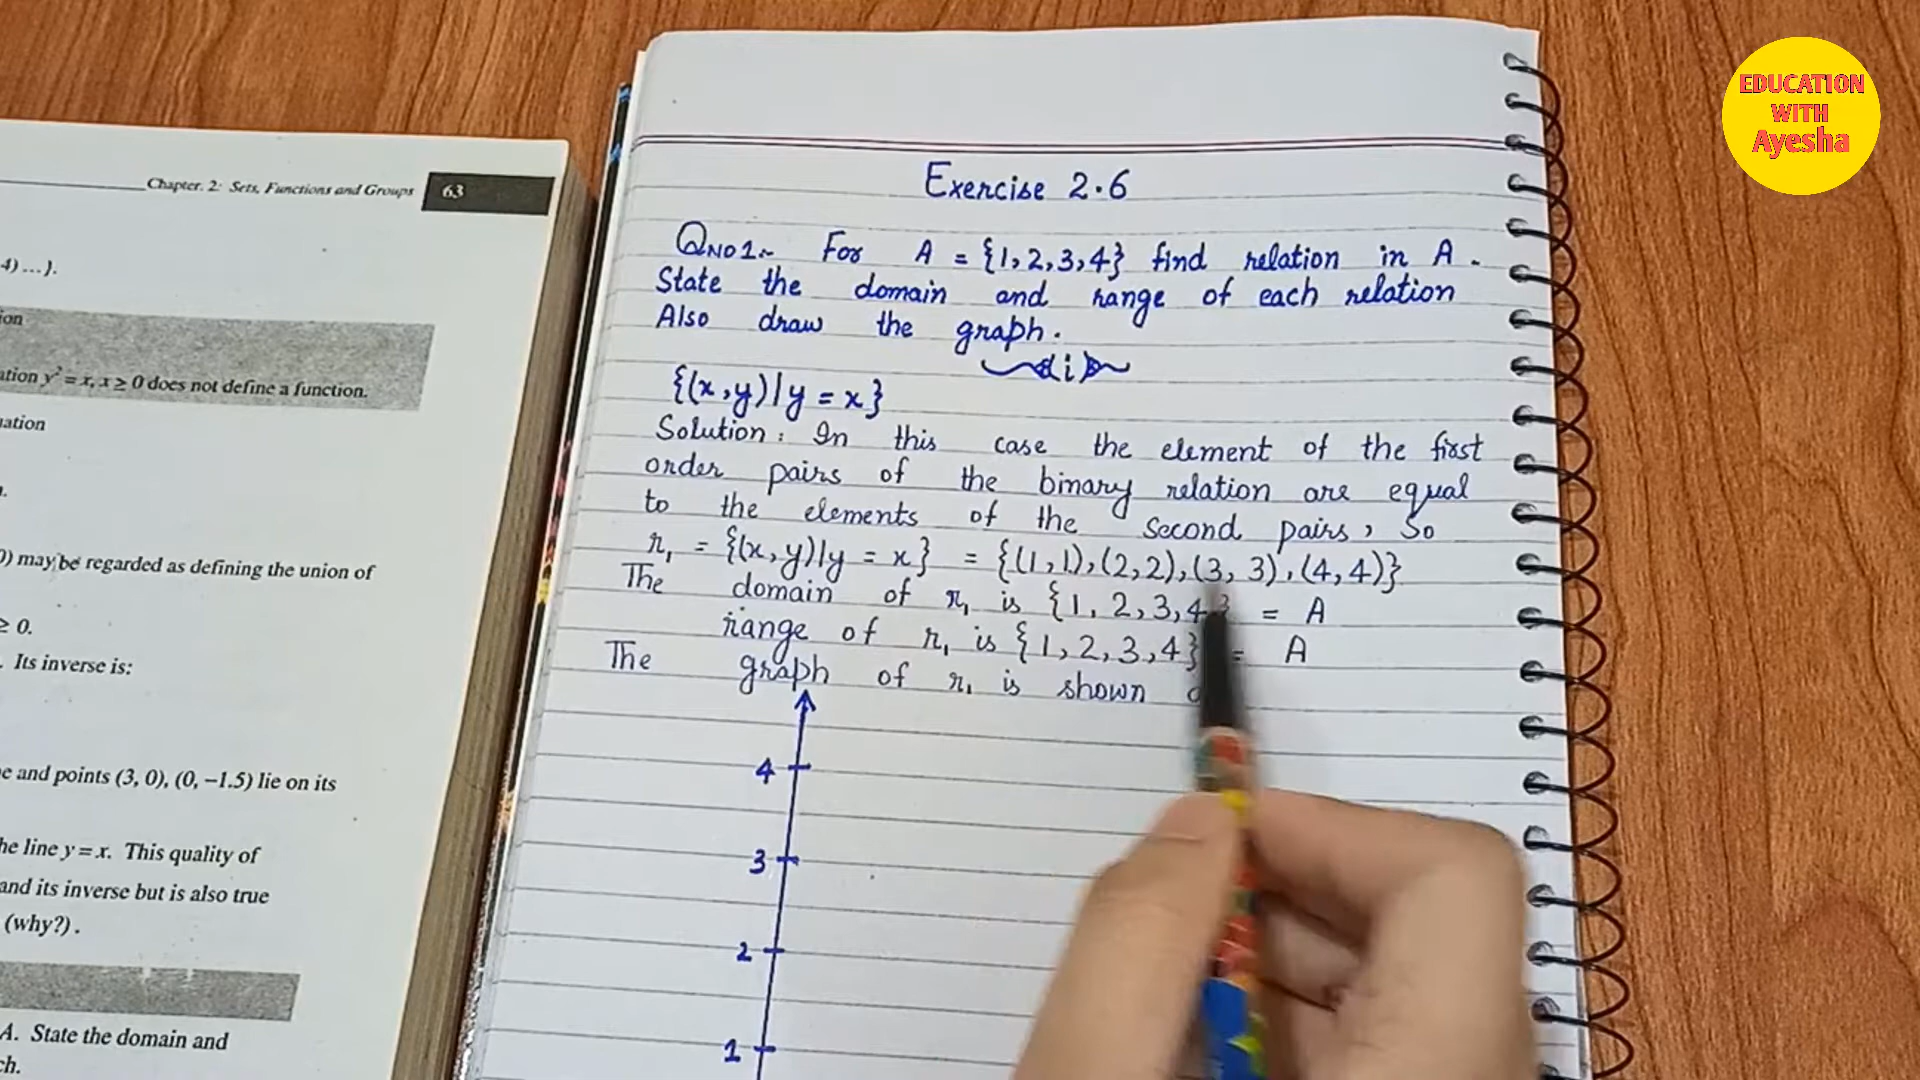 Chapter. 2: Sets, Functions and Groups 63
4) ...}.
ation y² = x, x ≥ 0 does not define a function.
0) may be regarded as defining the union of
≥ 0.
. Its inverse is:
e and points (3, 0), (0, −1.5) lie on its
he line y = x. This quality of
and its inverse but is also true
(why?) .
A. State the domain and
ch.
Exercise 2.6
QNO1:- For A = {1,2,3,4} find relation in A.
State the domain and range of each relation
Also draw the graph.
i
{(x,y)|y = x}
Solution: In this case the element of the first
order pairs of the binary relation are equal
to the elements of the second pairs, So
r₁ = {(x,y)|y = x} = {(1,1),(2,2),(3,3),(4,4)}
The domain of r₁ is {1,2,3,4} = A
range of r₁ is {1,2,3,4} = A
The graph of r₁ is shown
4
3
2
1
EDUCATION
WITH
Ayesha